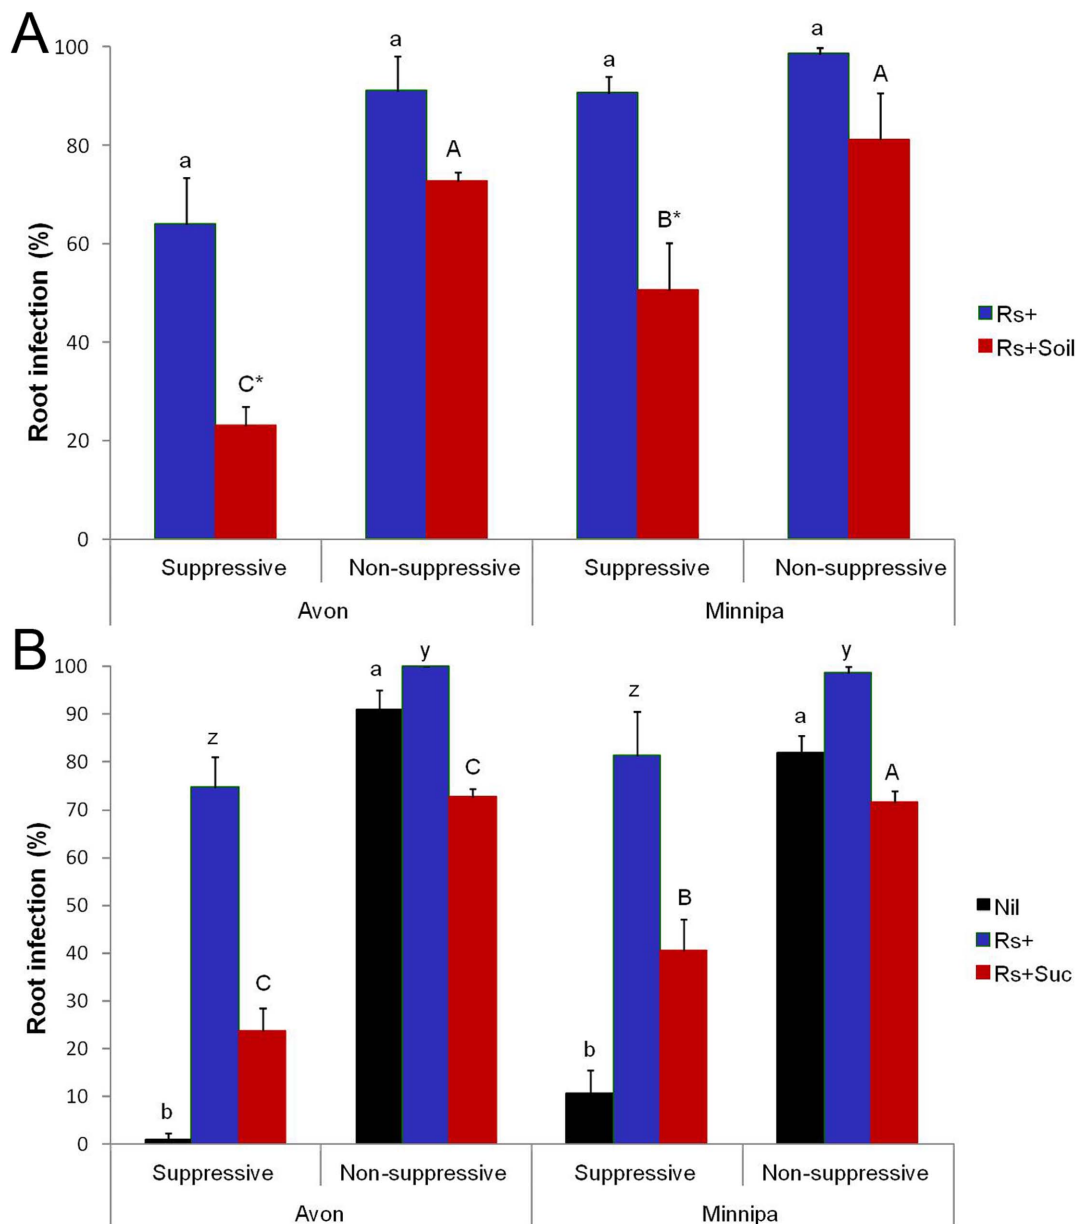 A
Root infection (%)
100
80
60
40
20
0
a
C*
a
A
a
B*
a
A
Rs+
Rs+Soil
Suppressive Non-suppressive Suppressive Non-suppressive
Avon Minnipa
B
Root infection (%)
100
90
80
70
60
50
40
30
20
10
0
b
z
C
a
y
C
b
z
B
a
y
A
Nil
Rs+
Rs+Suc
Suppressive Non-suppressive Suppressive Non-suppressive
Avon Minnipa